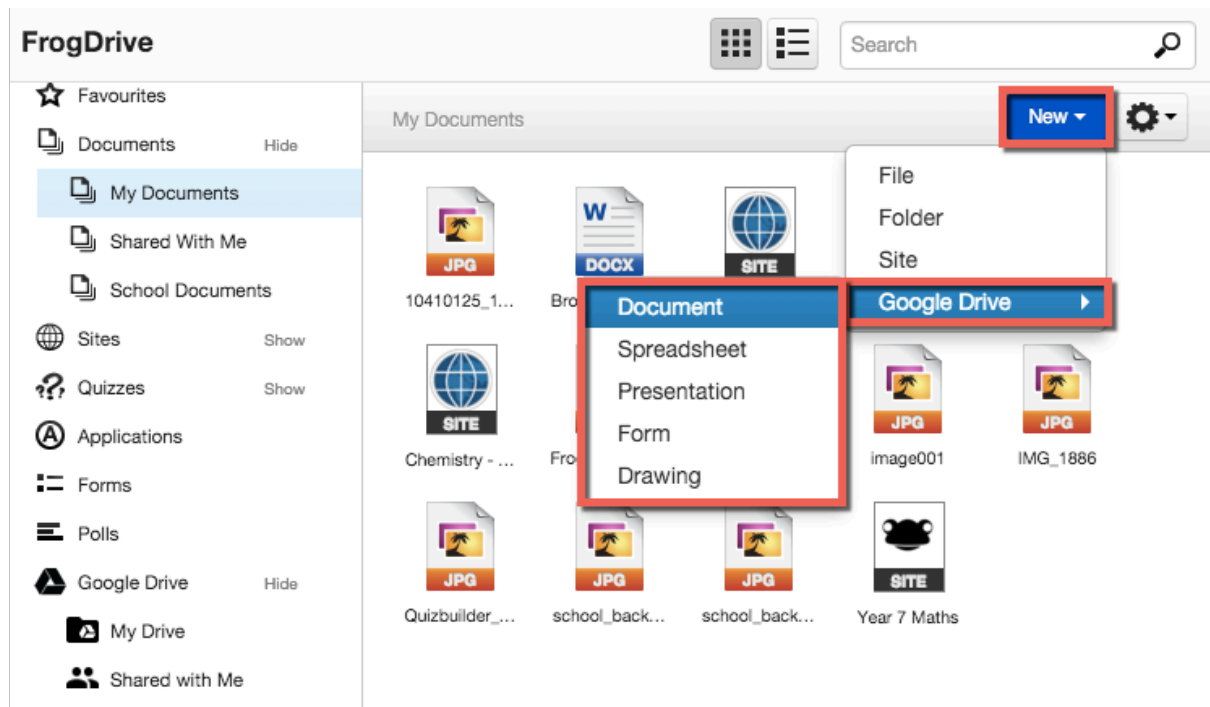 FrogDrive
Search
Favourites
Documents Hide
My Documents
Shared With Me
School Documents
Sites Show
Quizzes Show
Applications
Forms
Polls
Google Drive Hide
My Drive
Shared with Me
My Documents
New
File
Folder
Site
Google Drive
Document
Spreadsheet
Presentation
Form
Drawing
JPG
W
DOCX
SITE
10410125_1...
Bro
SITE
JPG
JPG
Chemistry - ...
Fro
image001
IMG_1886
JPG
JPG
JPG
SITE
Quizbuilder_...
school_back...
school_back...
Year 7 Maths